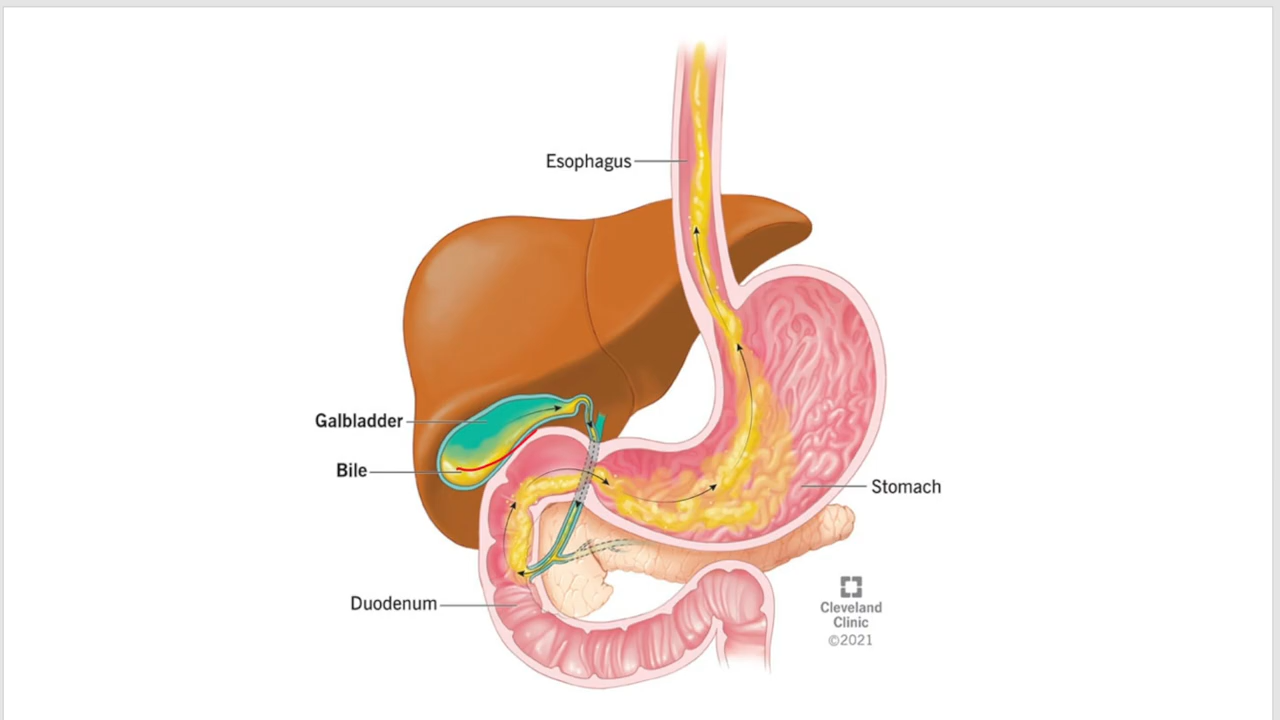 Esophagus
Galbladder
Bile
Stomach
Duodenum
Cleveland
Clinic
©2021